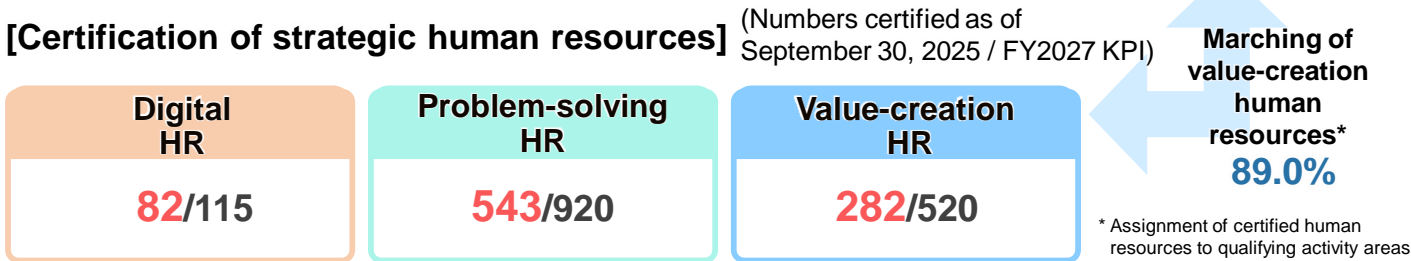 [Certification of strategic human resources]
(Numbers certified as of
September 30, 2025 / FY2027 KPI)
Digital
HR
82/115
Problem-solving
HR
543/920
Value-creation
HR
282/520
Marching of
value-creation
human
resources*
89.0%
* Assignment of certified human
resources to qualifying activity areas